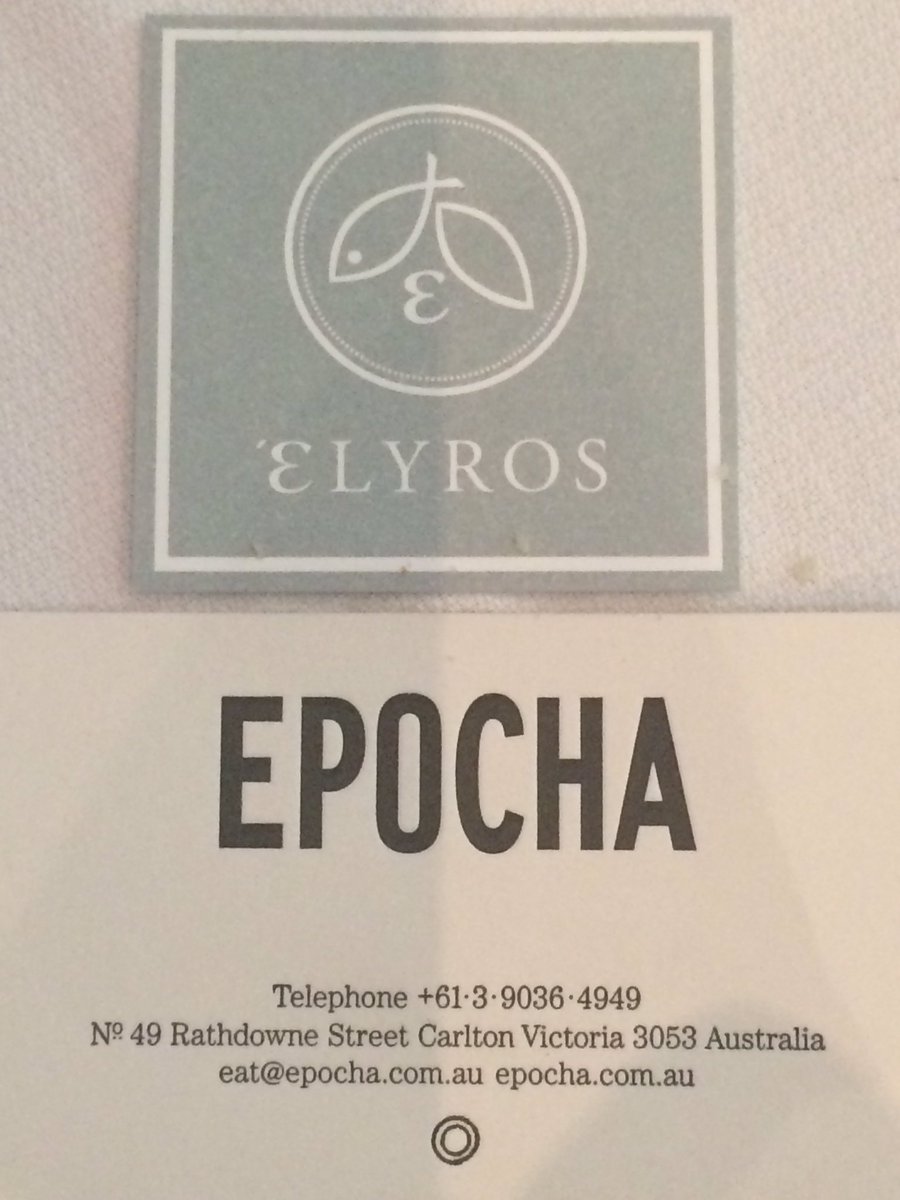 ε
ΈLYROS
EPOCHA
Telephone +61·3·9036·4949
Nº 49 Rathdowne Street Carlton Victoria 3053 Australia
eat@epocha.com.au epocha.com.au